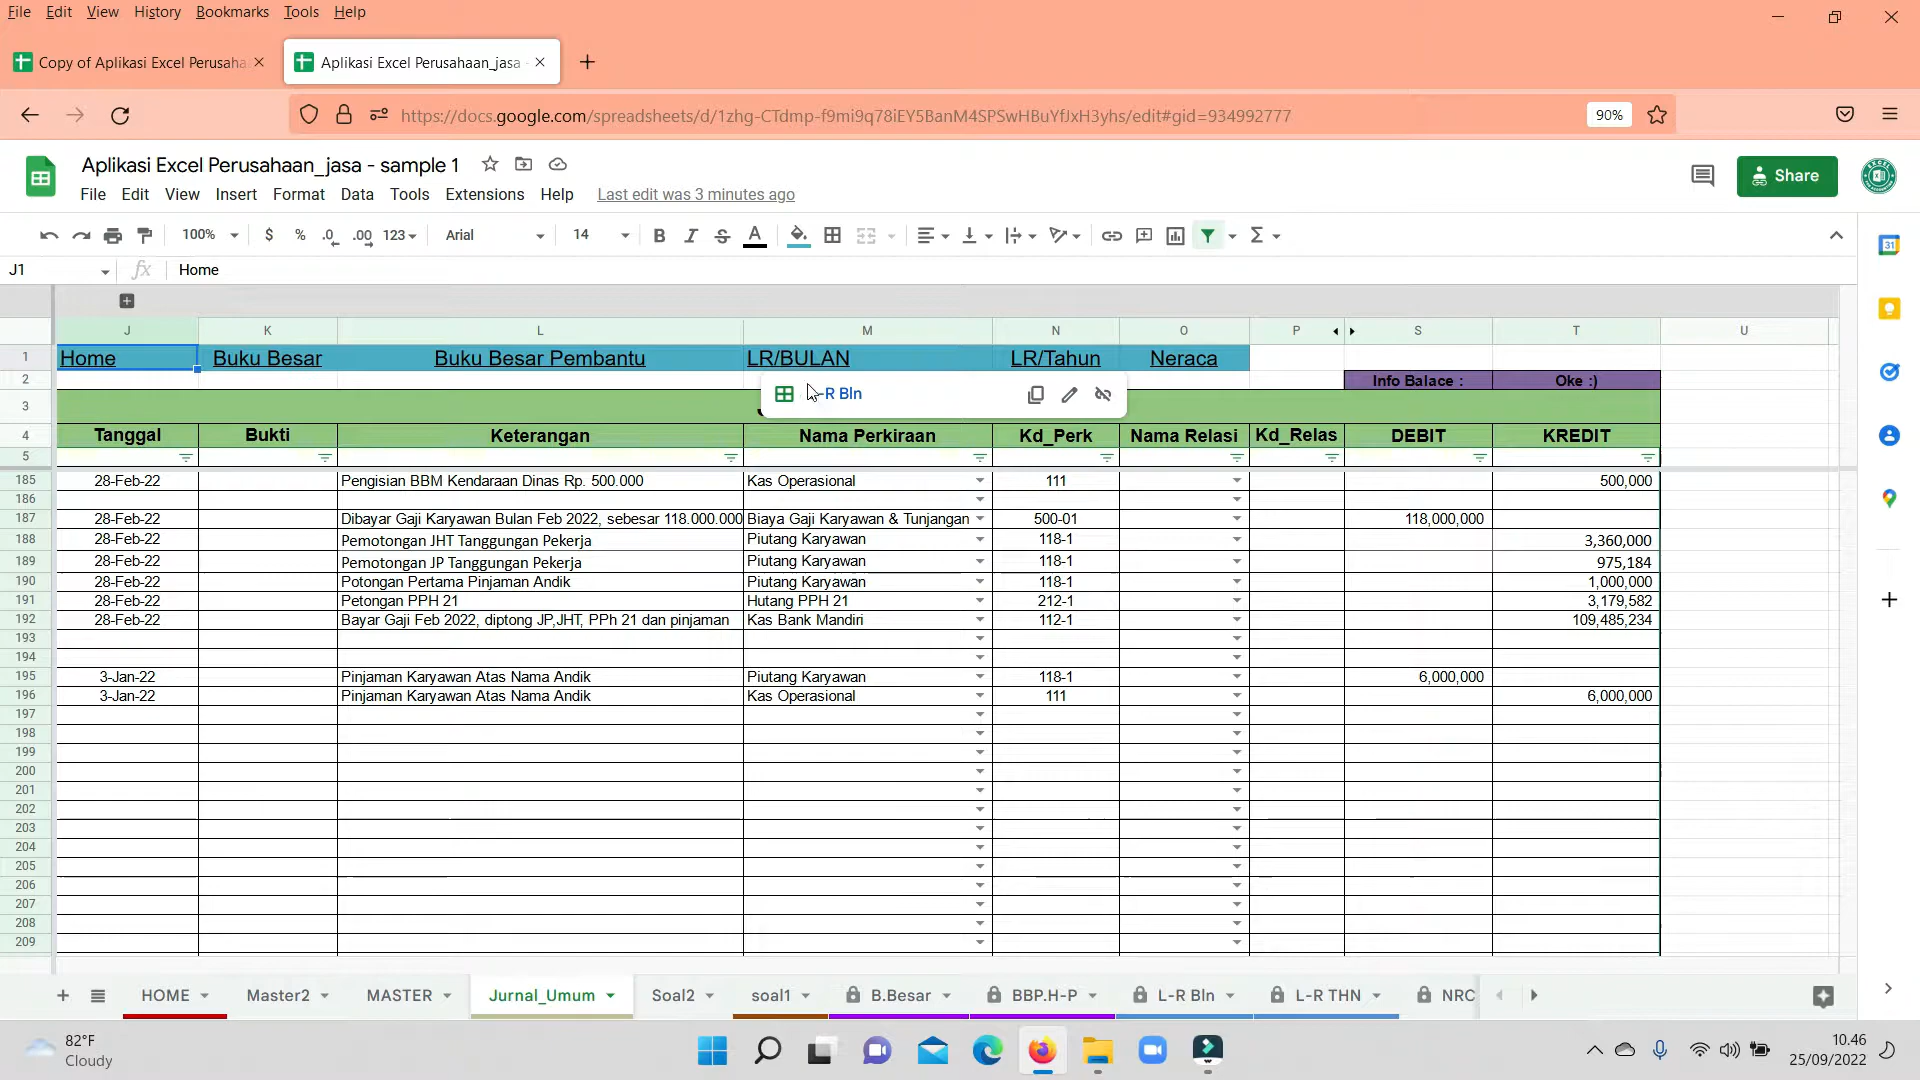 File Edit View History Bookmarks Tools Help
Copy of Aplikasi Excel Perusaha
Aplikasi Excel Perusahaan_jasa -
https://docs.google.com/spreadsheets/d/1zhg-CTdmp-f9mi9q78iEY5BanM4SPSwHBuYfJxH3yhs/edit#gid=934992777
90%
Aplikasi Excel Perusahaan_jasa - sample 1
File Edit View Insert Format Data Tools Extensions Help Last edit was 3 minutes ago
Share
100% $ % .0 .00 123 Arial 14
J1 fx Home
J K L M N O P S T U
1 Home Buku Besar Buku Besar Pembantu LR/BULAN LR/Tahun Neraca
2 Info Balace : Oke :)
-R Bln
3
4 Tanggal Bukti Keterangan Nama Perkiraan Kd_Perk Nama Relasi Kd_Relas DEBIT KREDIT
5
185 28-Feb-22 Pengisian BBM Kendaraan Dinas Rp. 500.000 Kas Operasional 111 500,000
186
187 28-Feb-22 Dibayar Gaji Karyawan Bulan Feb 2022, sebesar 118.000.000 Biaya Gaji Karyawan & Tunjangan 500-01 118,000,000
188 28-Feb-22 Pemotongan JHT Tanggungan Pekerja Piutang Karyawan 118-1 3,360,000
189 28-Feb-22 Pemotongan JP Tanggungan Pekerja Piutang Karyawan 118-1 975,184
190 28-Feb-22 Potongan Pertama Pinjaman Andik Piutang Karyawan 118-1 1,000,000
191 28-Feb-22 Petongan PPH 21 Hutang PPH 21 212-1 3,179,582
192 28-Feb-22 Bayar Gaji Feb 2022, diptong JP,JHT, PPh 21 dan pinjaman Kas Bank Mandiri 112-1 109,485,234
193
194
195 3-Jan-22 Pinjaman Karyawan Atas Nama Andik Piutang Karyawan 118-1 6,000,000
196 3-Jan-22 Pinjaman Karyawan Atas Nama Andik Kas Operasional 111 6,000,000
197
198
199
200
201
202
203
204
205
206
207
208
209
HOME Master2 MASTER Jurnal_Umum Soal2 soal1 B.Besar BBP.H-P L-R Bln L-R THN NRC
82°F
Cloudy
10.46
25/09/2022